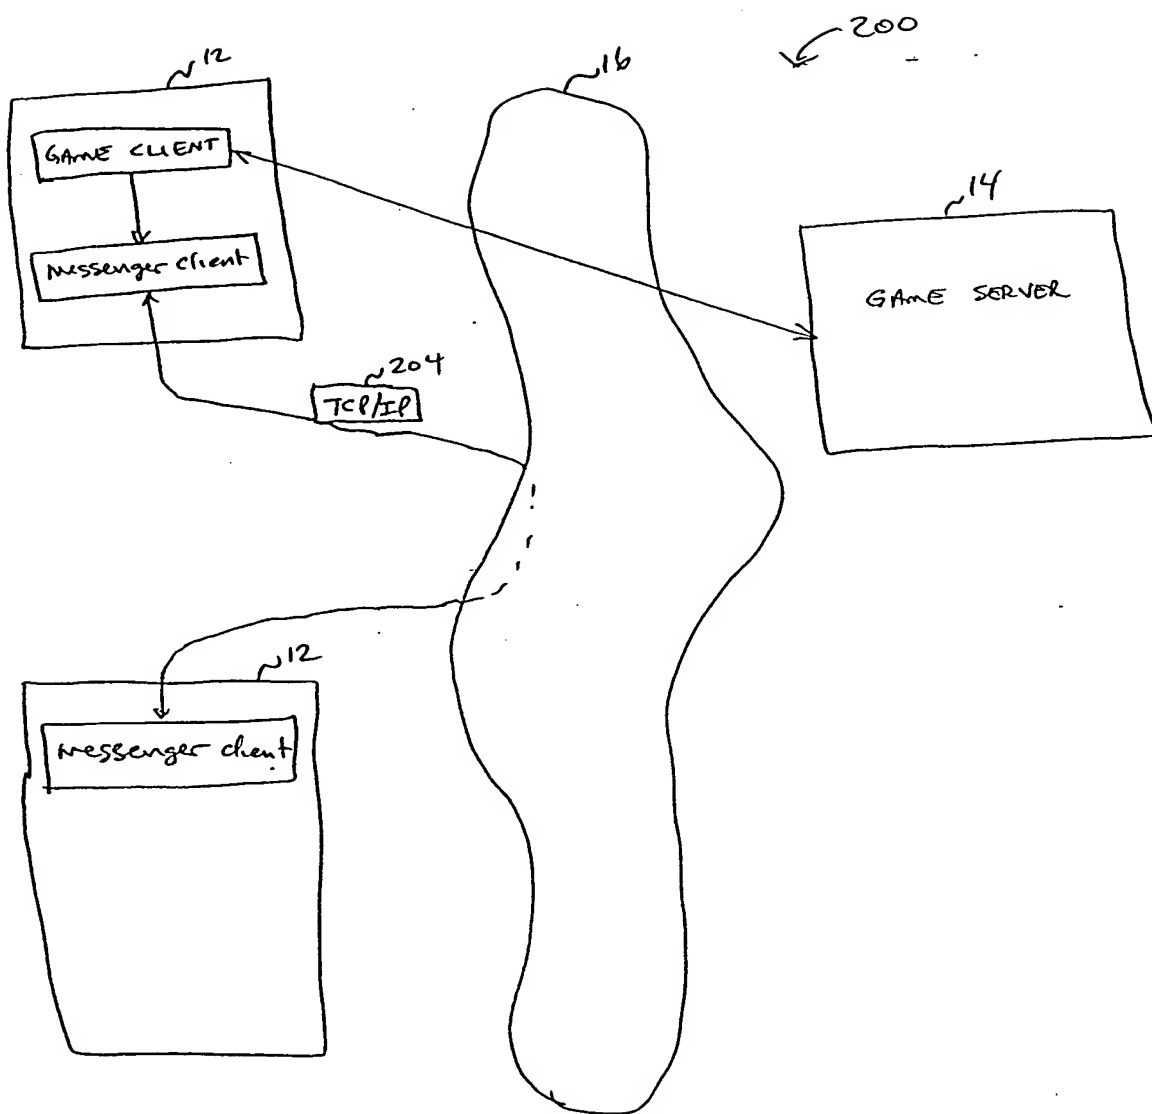 200
12
16
GAME CLIENT
14
messenger client
GAME SERVER
204
TCP/IP
12
messenger client